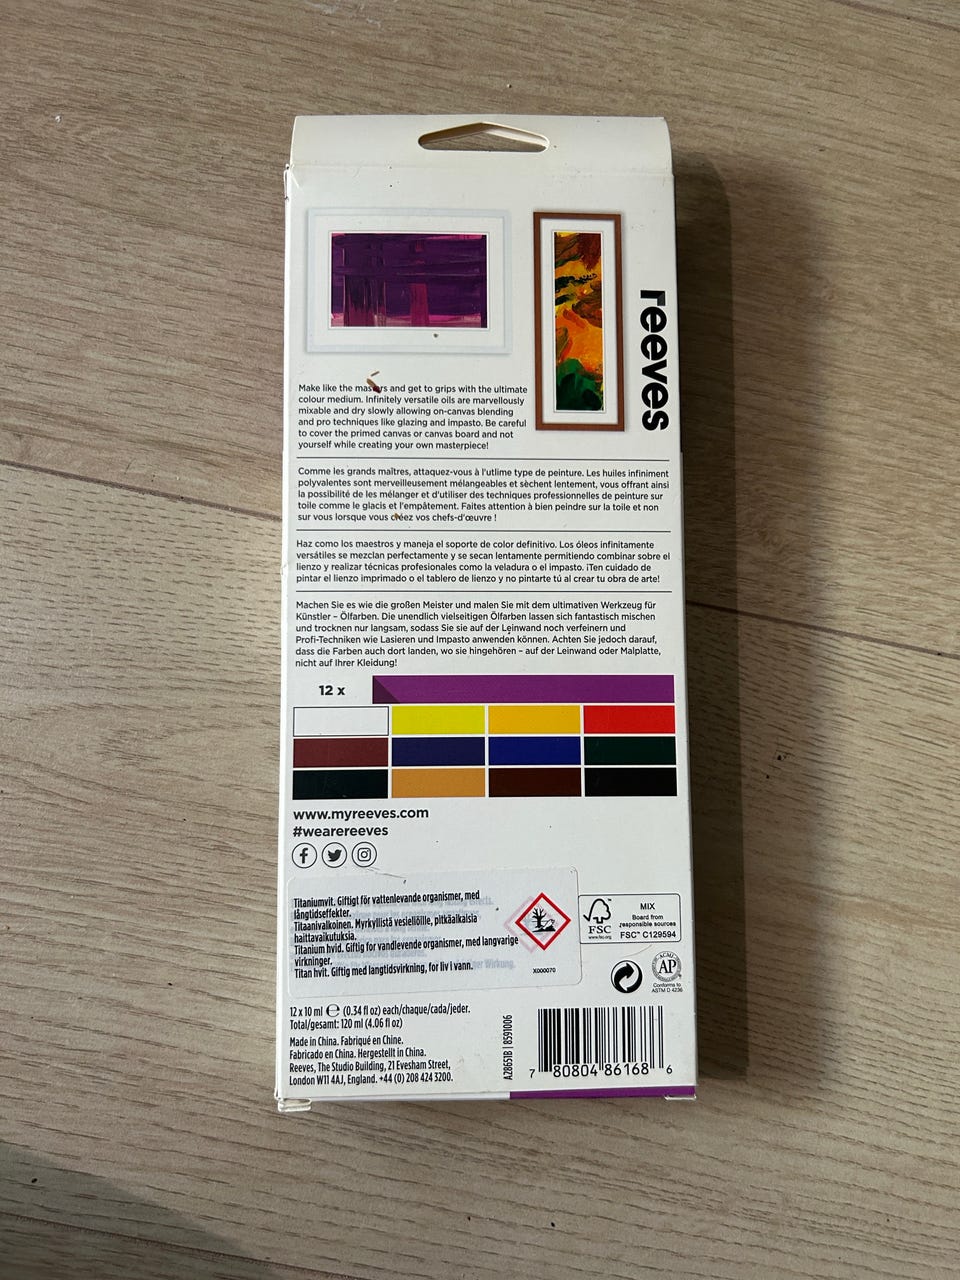 reeves
Make like the masters and get to grips with the ultimate
colour medium. Infinitely versatile oils are marvellously
mixable and dry slowly allowing on-canvas blending
and pro techniques like glazing and impasto. Be careful
to cover the primed canvas or canvas board and not
yourself while creating your own masterpiece!
Comme les grands maîtres, attaquez-vous à l'utlime type de peinture. Les huiles infiniment
polyvalentes sont merveilleusement mélangeables et sèchent lentement, vous offrant ainsi
la possibilité de les mélanger et d'utiliser des techniques professionnelles de peinture sur
toile comme le glacis et l'empâtement. Faites attention à bien peindre sur la toile et non
sur vous lorsque vous créez vos chefs-d'œuvre !
Haz como los maestros y maneja el soporte de color definitivo. Los óleos infinitamente
versátiles se mezclan perfectamente y se secan lentamente permitiendo combinar sobre el
lienzo y realizar técnicas profesionales como la veladura o el impasto. ¡Ten cuidado de
pintar el lienzo imprimado o el tablero de lienzo y no pintarte tú al crear tu obra de arte!
Machen Sie es wie die großen Meister und malen Sie mit dem ultimativen Werkzeug für
Künstler – Ölfarben. Die unendlich vielseitigen Ölfarben lassen sich fantastisch mischen
und trocknen nur langsam, sodass Sie sie auf der Leinwand noch verfeinern und
Profi-Techniken wie Lasieren und Impasto anwenden können. Achten Sie jedoch darauf,
dass die Farben auch dort landen, wo sie hingehören – auf der Leinwand oder Malplatte,
nicht auf Ihrer Kleidung!
12 x
www.myreeves.com
#wearereeves
Titaniumvit. Giftigt för vattenlevande organismer, med
långtidseffekter.
Titaanivalkoinen. Myrkyllistä vesieliöille, pitkäaikaisia
haittavaikutuksia.
Titanium hvid. Giftig for vandlevende organismer, med langvarige
virkninger.
Titan hvit. Giftig med langtidsvirkning, for liv i vann.
X000070
FSC
www.fsc.org
MIX
Board from
responsible sources
FSC™ C129594
ACMI
AP
Conforms to
ASTM D 4236
12 x 10 ml ℮ (0.34 fl oz) each/chaque/cada/jeder.
Total/gesamt: 120 ml (4.06 fl oz)
Made in China. Fabriqué en Chine.
Fabricado en China. Hergestellt in China.
Reeves, The Studio Building, 21 Evesham Street,
London W11 4AJ, England. +44 (0) 208 424 3200.
A28651B | 8591006
7 80804 86168 6